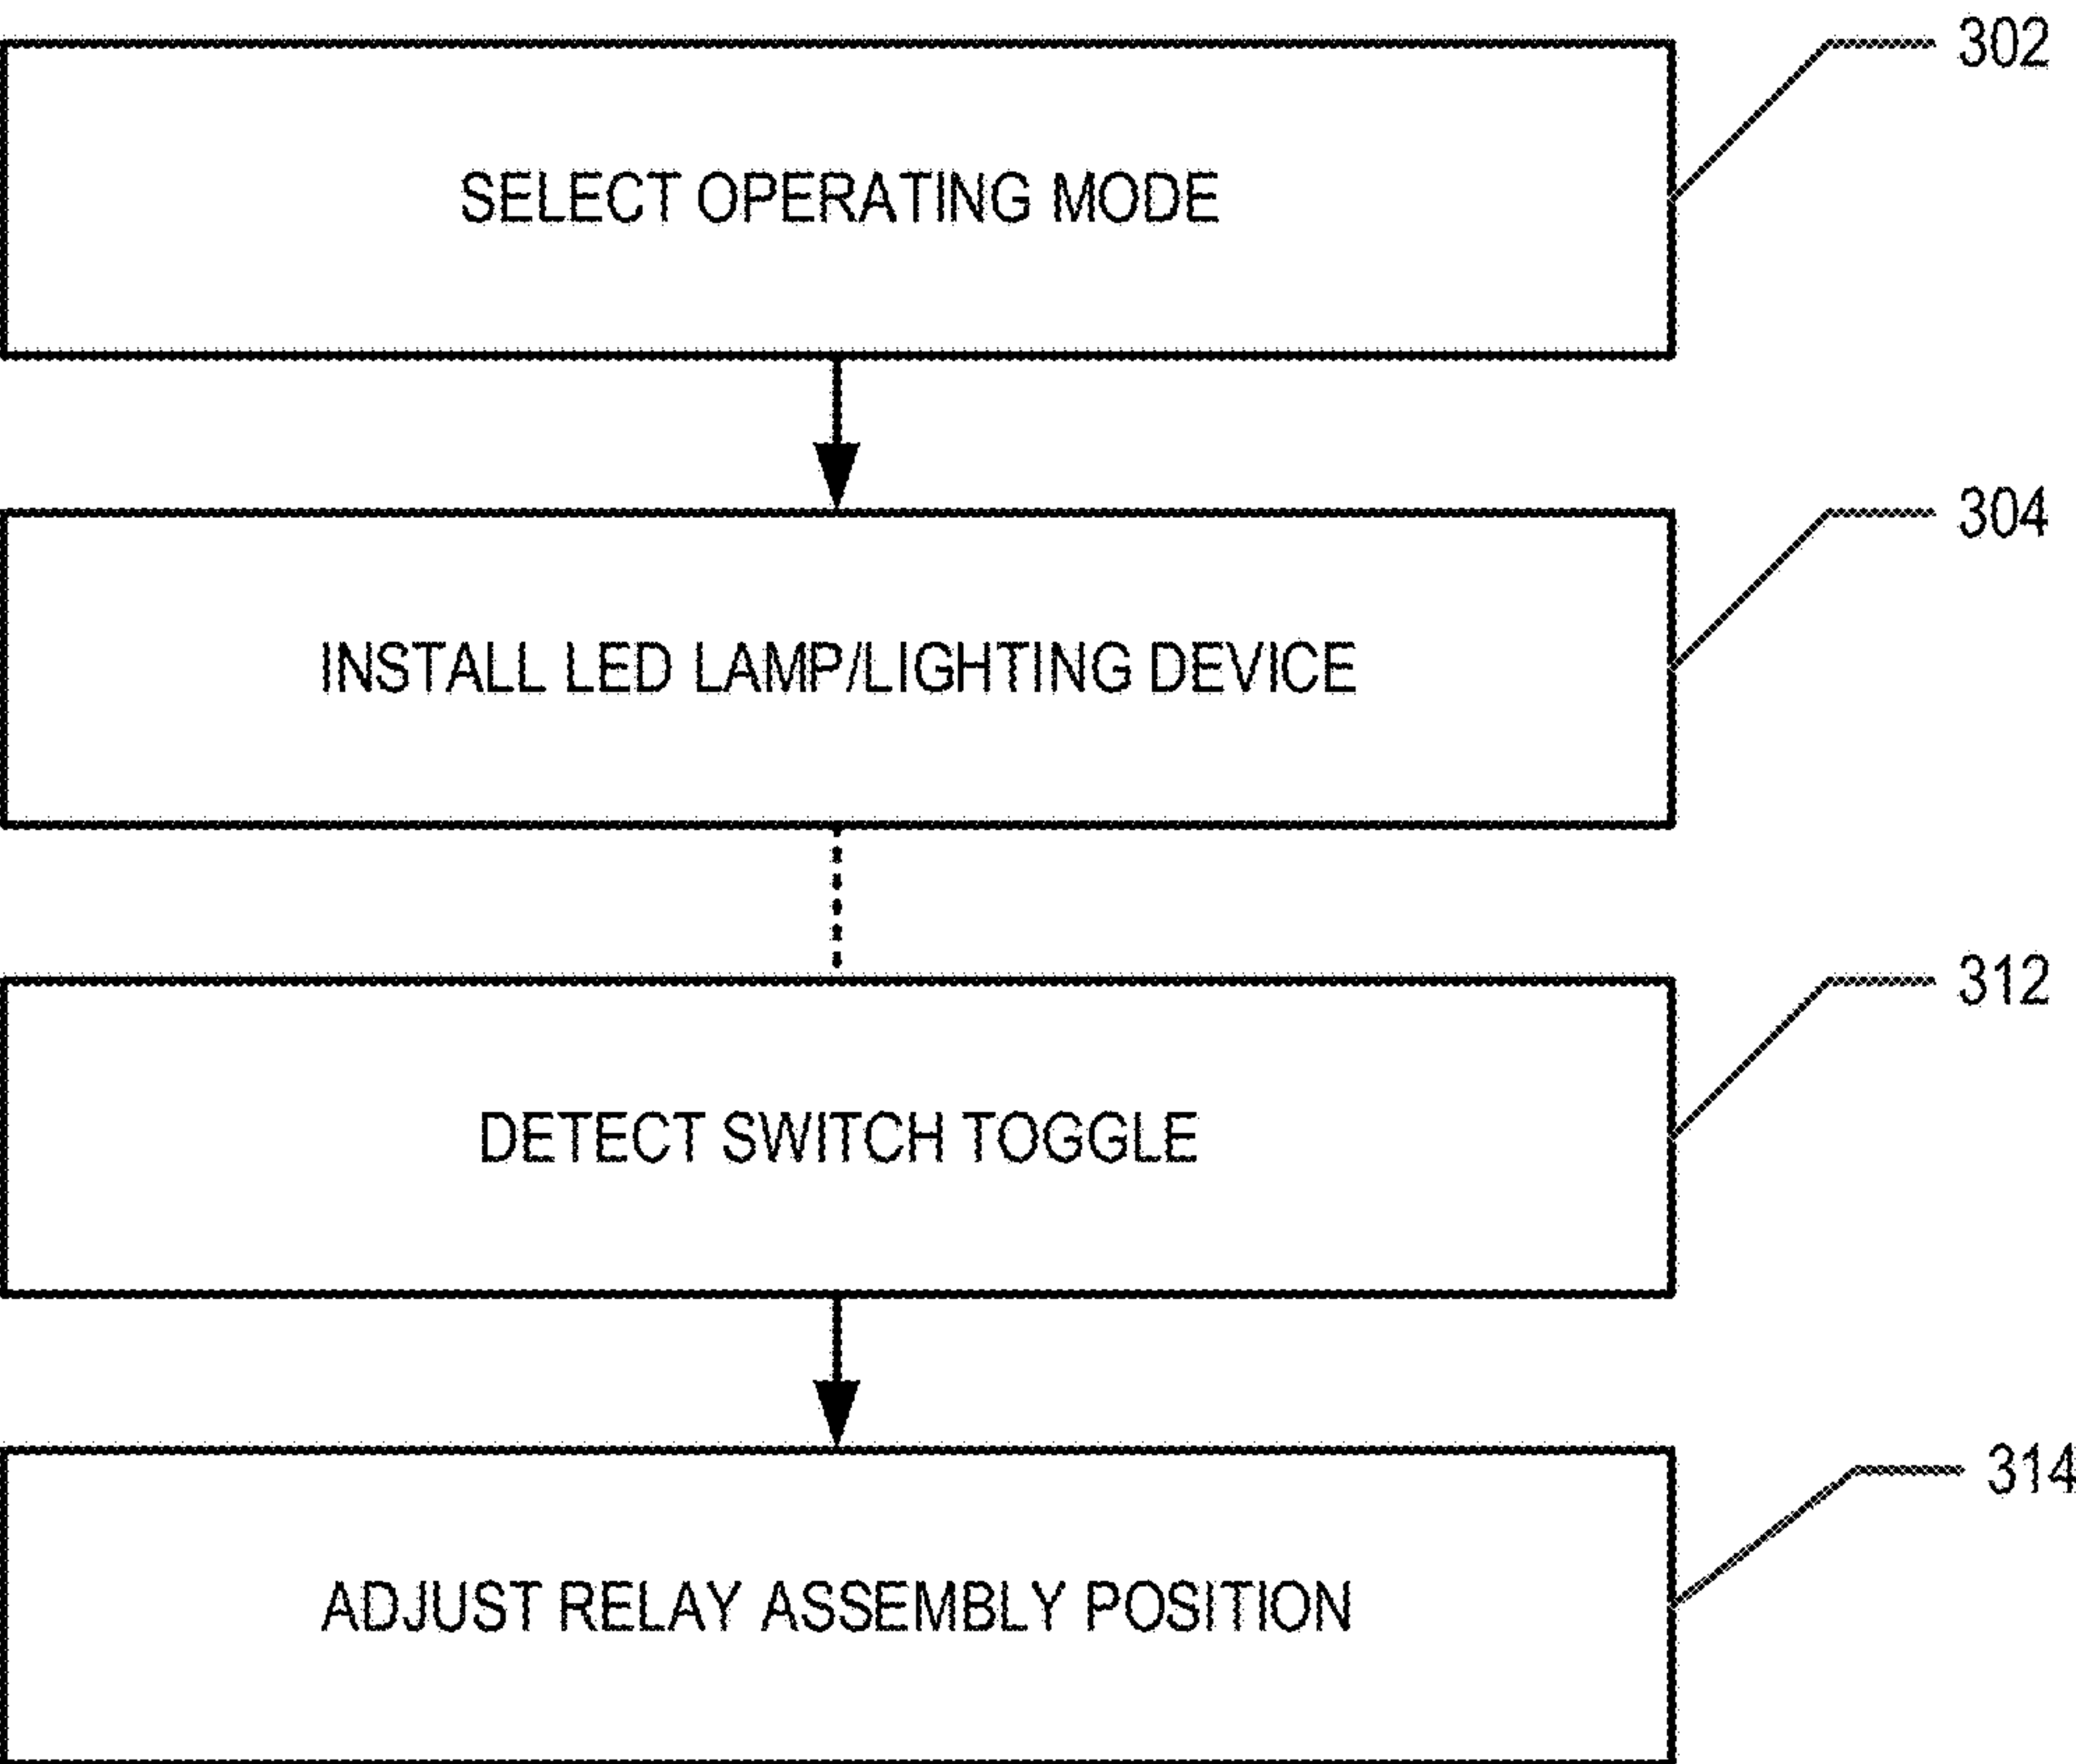 302
SELECT OPERATING MODE
304
INSTALL LED LAMP/LIGHTING DEVICE
312
DETECT SWITCH TOGGLE
314
ADJUST RELAY ASSEMBLY POSITION